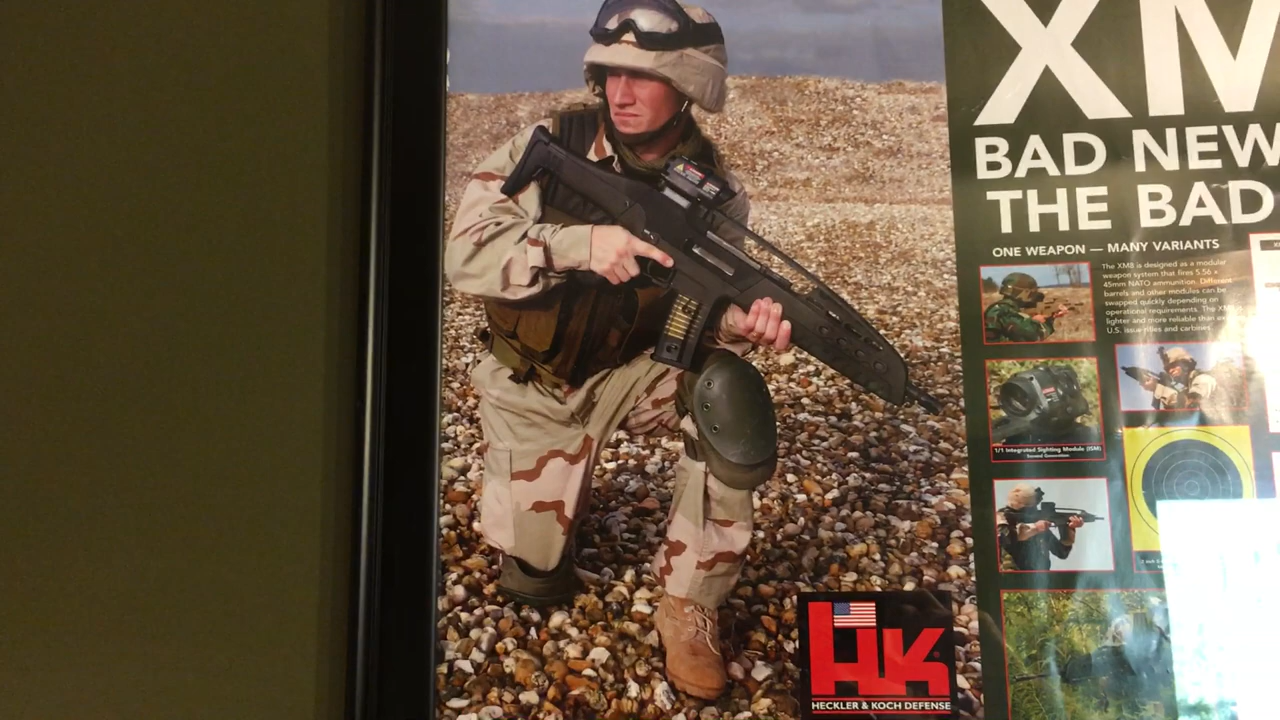 XM
BAD NEW
THE BAD
ONE WEAPON — MANY VARIANTS
The XM8 is designed as a modular
weapon system that fires 5.56 x
45mm NATO ammunition. Different
barrels and other modules can be
swapped quickly depending on
operational requirements. The XM
lighter and more reliable than
U.S. issue rifles and carbines.
1/1 Integrated Sighting Module (ISM)
Second Generation
HK
HECKLER & KOCH DEFENSE